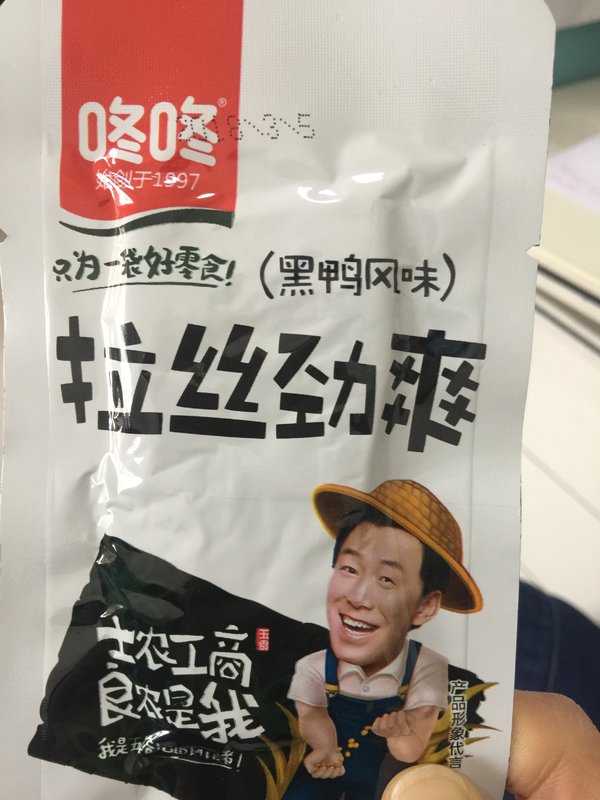 咚咚®
始创于1997
只为一袋好零食!
(黑鸭风味)
拉丝劲爽
士农工商
良农是我
玉食
产品形象代言